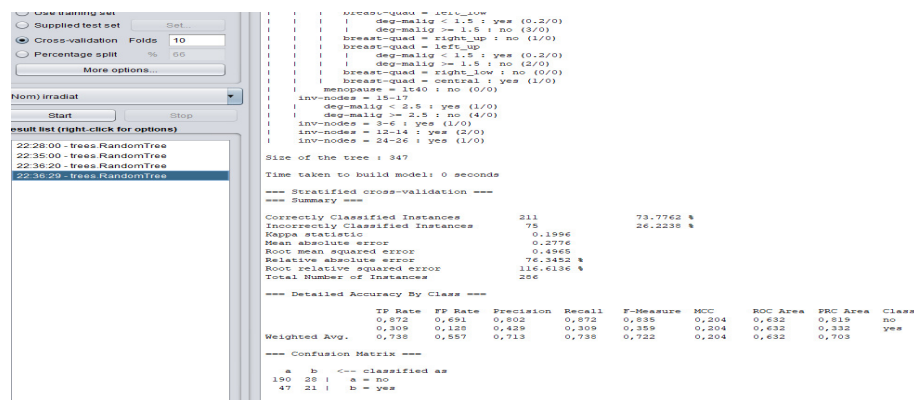 Use training set
Supplied test set Set...
Cross-validation Folds 10
Percentage split % 66
More options...
Nom) irradiat
Start Stop
esult list (right-click for options)
22:28:00 - trees.RandomTree
22:35:00 - trees.RandomTree
22:36:20 - trees.RandomTree
22:36:29 - trees.RandomTree
| | | breast-quad = left_low
| | | | deg-malig < 1.5 : yes (0.2/0)
| | | | deg-malig >= 1.5 : no (3/0)
| | | breast-quad = right_up : no (1/0)
| | | breast-quad = left_up
| | | | deg-malig < 1.5 : yes (0.2/0)
| | | | deg-malig >= 1.5 : no (2/0)
| | | breast-quad = right_low : no (0/0)
| | | breast-quad = central : yes (1/0)
| | menopause = lt40 : no (0/0)
| inv-nodes = 15-17
| | deg-malig < 2.5 : yes (1/0)
| | deg-malig >= 2.5 : no (4/0)
| inv-nodes = 3-6 : yes (1/0)
| inv-nodes = 12-14 : yes (2/0)
| inv-nodes = 24-26 : yes (1/0)
Size of the tree : 347
Time taken to build model: 0 seconds
=== Stratified cross-validation ===
=== Summary ===
Correctly Classified Instances 211 73.7762 %
Incorrectly Classified Instances 75 26.2238 %
Kappa statistic 0.1996
Mean absolute error 0.2776
Root mean squared error 0.4965
Relative absolute error 76.3452 %
Root relative squared error 116.6136 %
Total Number of Instances 286
=== Detailed Accuracy By Class ===
TP Rate FP Rate Precision Recall F-Measure MCC ROC Area PRC Area Class
0,872 0,691 0,802 0,872 0,835 0,204 0,632 0,819 no
0,309 0,128 0,429 0,309 0,359 0,204 0,632 0,332 yes
Weighted Avg. 0,738 0,557 0,713 0,738 0,722 0,204 0,632 0,703
=== Confusion Matrix ===
a b <-- classified as
190 28 | a = no
47 21 | b = yes